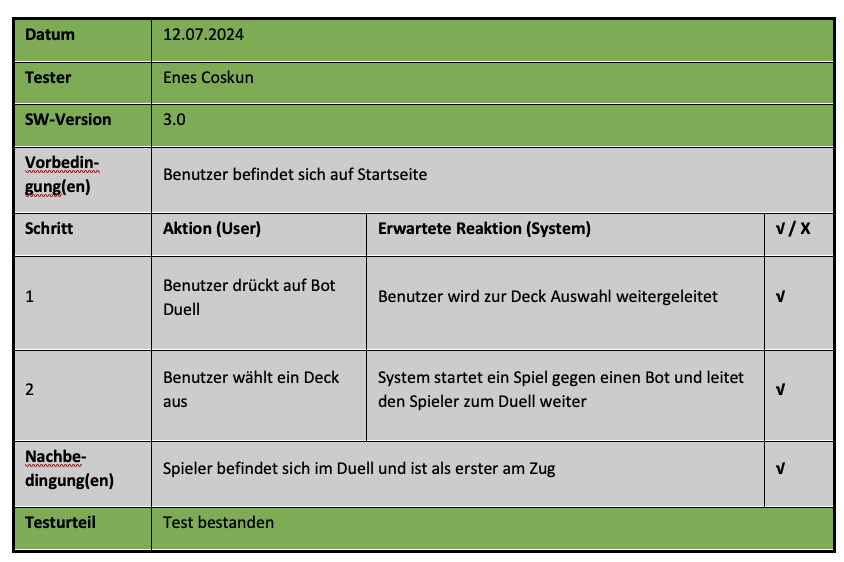 Datum 12.07.2024
Tester Enes Coskun
SW-Version 3.0
Vorbedin-
gung(en)
Benutzer befindet sich auf Startseite
Schritt Aktion (User) Erwartete Reaktion (System) √ / X
1
Benutzer drückt auf Bot
Duell
Benutzer wird zur Deck Auswahl weitergeleitet
√
2
Benutzer wählt ein Deck
aus
System startet ein Spiel gegen einen Bot und leitet
den Spieler zum Duell weiter
√
Nachbe-
dingung(en)
Spieler befindet sich im Duell und ist als erster am Zug
√
Testurteil Test bestanden